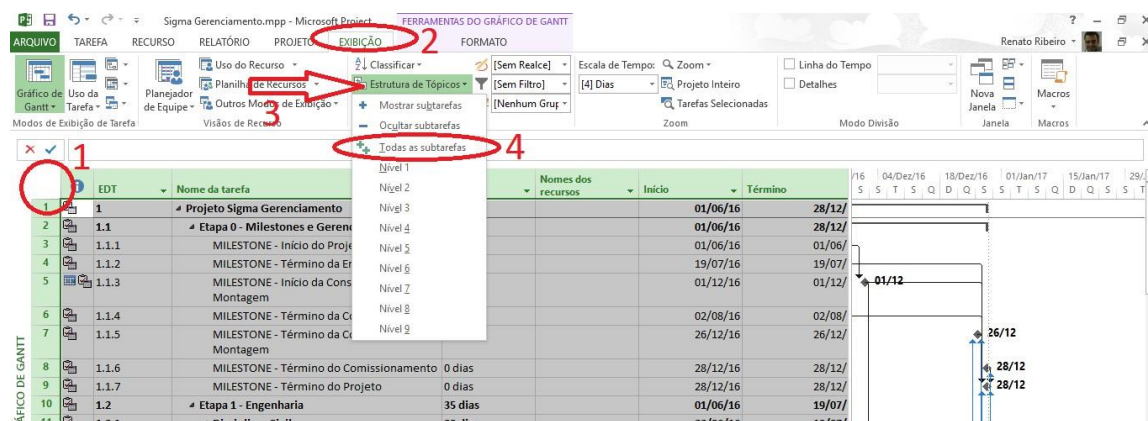 Sigma Gerenciamento.mpp - Microsoft Project
FERRAMENTAS DO GRÁFICO DE GANTT
ARQUIVO TAREFA RECURSO RELATÓRIO PROJETO EXIBIÇÃO 2 FORMATO Renato Ribeiro
Gráfico de Gantt
Uso da Tarefa
Modos de Exibição de Tarefa
Planejador de Equipe
Uso do Recurso
Planilha de Recursos
Outros Modos de Exibição
Visões de Recurso
3
Classificar
Estrutura de Tópicos
[Sem Realce]
[Sem Filtro]
[Nenhum Grup
Escala de Tempo:
[4] Dias
Zoom
Projeto Inteiro
Tarefas Selecionadas
Zoom
Linha do Tempo
Detalhes
Modo Divisão
Nova Janela
Janela
Macros
Macros
Mostrar subtarefas
Ocultar subtarefas
Todas as subtarefas 4
Nível 1
Nível 2
Nível 3
Nível 4
Nível 5
Nível 6
Nível 7
Nível 8
Nível 9
1
EDT Nome da tarefa Nomes dos recursos Início Término
/16 04/Dez/16 18/Dez/16 01/Jan/17 15/Jan/17 29/
S S T S Q D Q S S T S Q D Q S S T
1 1 Projeto Sigma Gerenciamento 01/06/16 28/12/
2 1.1 Etapa 0 - Milestones e Geren 01/06/16 28/12/
3 1.1.1 MILESTONE - Início do Proje 01/06/16 01/06/
4 1.1.2 MILESTONE - Término da 19/07/16 19/07/
5 1.1.3 MILESTONE - Início da Cons 01/12/16 01/12/
Montagem
6 1.1.4 MILESTONE - Término da 02/08/16 02/08/
7 1.1.5 MILESTONE - Término da 26/12/16 26/12/
Montagem
8 1.1.6 MILESTONE - Término do Comissionamento 0 dias 28/12/16 28/12/
9 1.1.7 MILESTONE - Término do Projeto 0 dias 28/12/16 28/12/
10 1.2 Etapa 1 - Engenharia 35 dias 01/06/16 19/07/
01/12
26/12
28/12
28/12
GRÁFICO DE GANTT